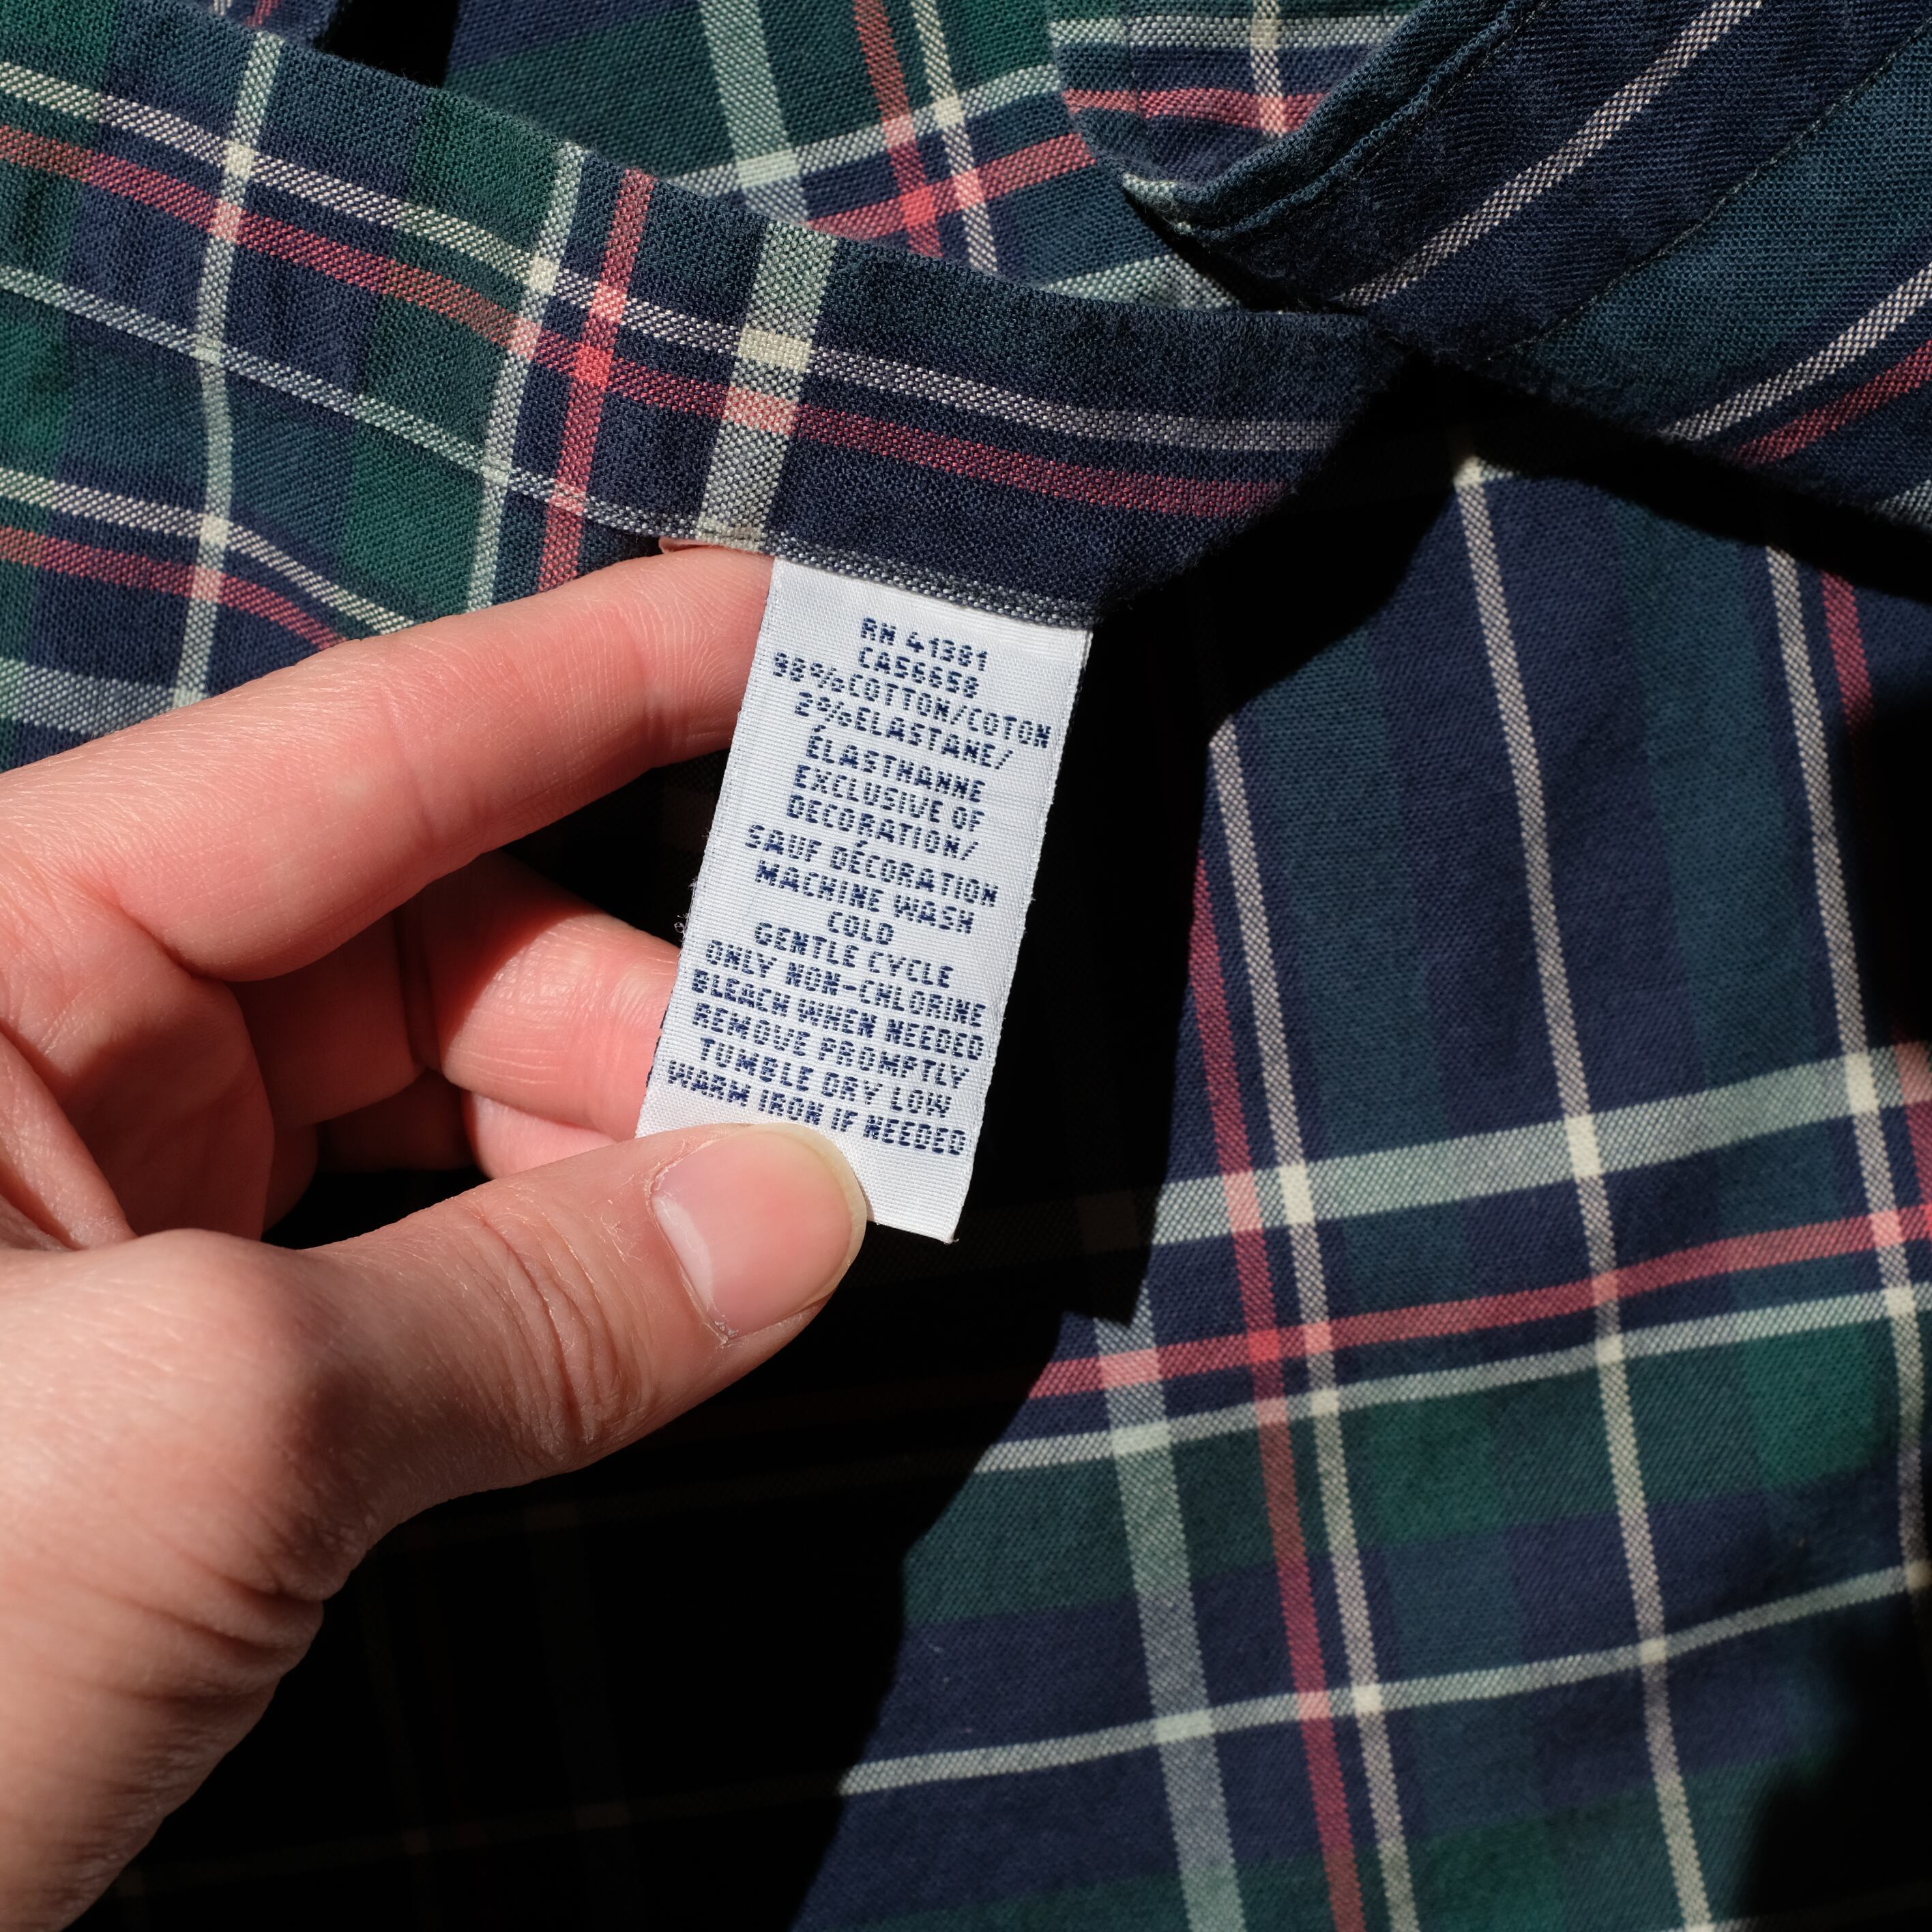 RN 41381
CA56658
98%COTTON/COTON
2%ELASTANE/
ÉLASTHANNE
EXCLUSIVE OF
DECORATION/
SAUF DÉCORATION
MACHINE WASH
COLD
GENTLE CYCLE
ONLY NON-CHLORINE
BLEACH WHEN NEEDED
REMOVE PROMPTLY
TUMBLE DRY LOW
WARM IRON IF NEEDED